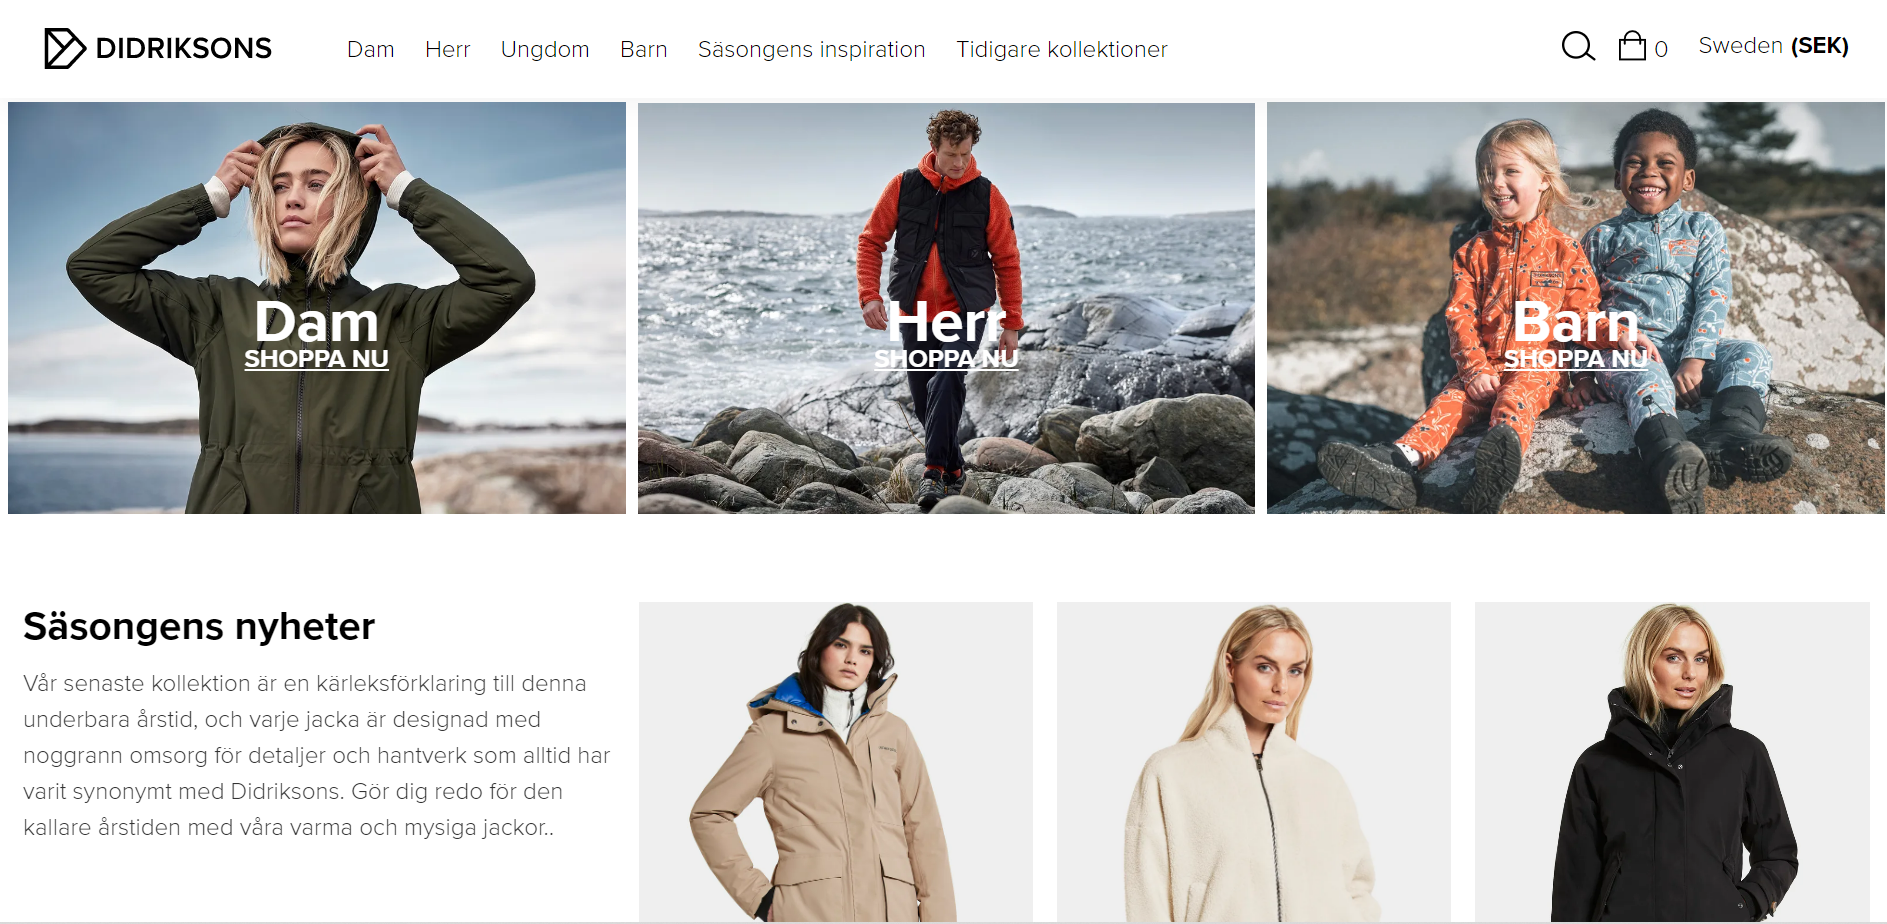 DIDRIKSONS
Dam Herr Ungdom Barn Säsongens inspiration Tidigare kollektioner
0 Sweden (SEK)
Dam
SHOPPA NU
Herr
SHOPPA NU
Barn
SHOPPA NU
Säsongens nyheter
Vår senaste kollektion är en kärleksförklaring till denna
underbara årstid, och varje jacka är designad med
noggrann omsorg för detaljer och hantverk som alltid har
varit synonymt med Didriksons. Gör dig redo för den
kallare årstiden med våra varma och mysiga jackor..